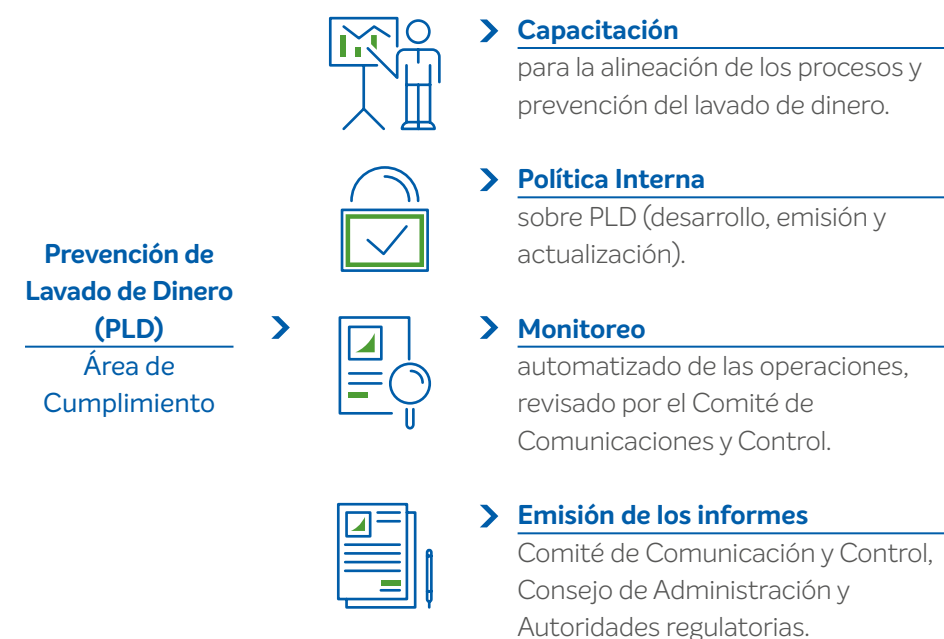 Prevención de
Lavado de Dinero
(PLD)
Área de
Cumplimiento
Capacitación
para la alineación de los procesos y
prevención del lavado de dinero.
Política Interna
sobre PLD (desarrollo, emisión y
actualización).
Monitoreo
automatizado de las operaciones,
revisado por el Comité de
Comunicaciones y Control.
Emisión de los informes
Comité de Comunicación y Control,
Consejo de Administración y
Autoridades regulatorias.